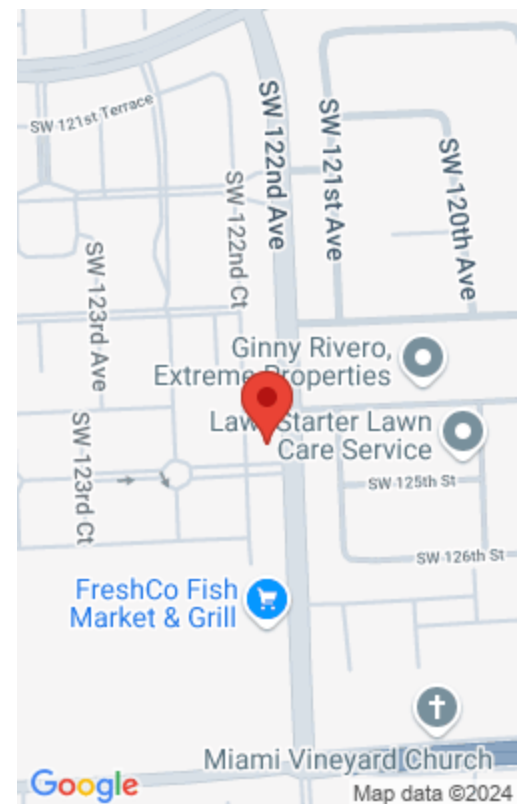 SW 121st Terrace
SW 122nd Ave
SW 121st Ave
SW 120th Ave
SW 122nd Ct
SW 123rd Ave
Ginny Rivero,
Extreme Properties
Lawn Starter Lawn
Care Service
SW 123rd Ct
SW 125th St
SW 126th St
FreshCo Fish
Market & Grill
Miami Vineyard Church
Google
Map data ©2024